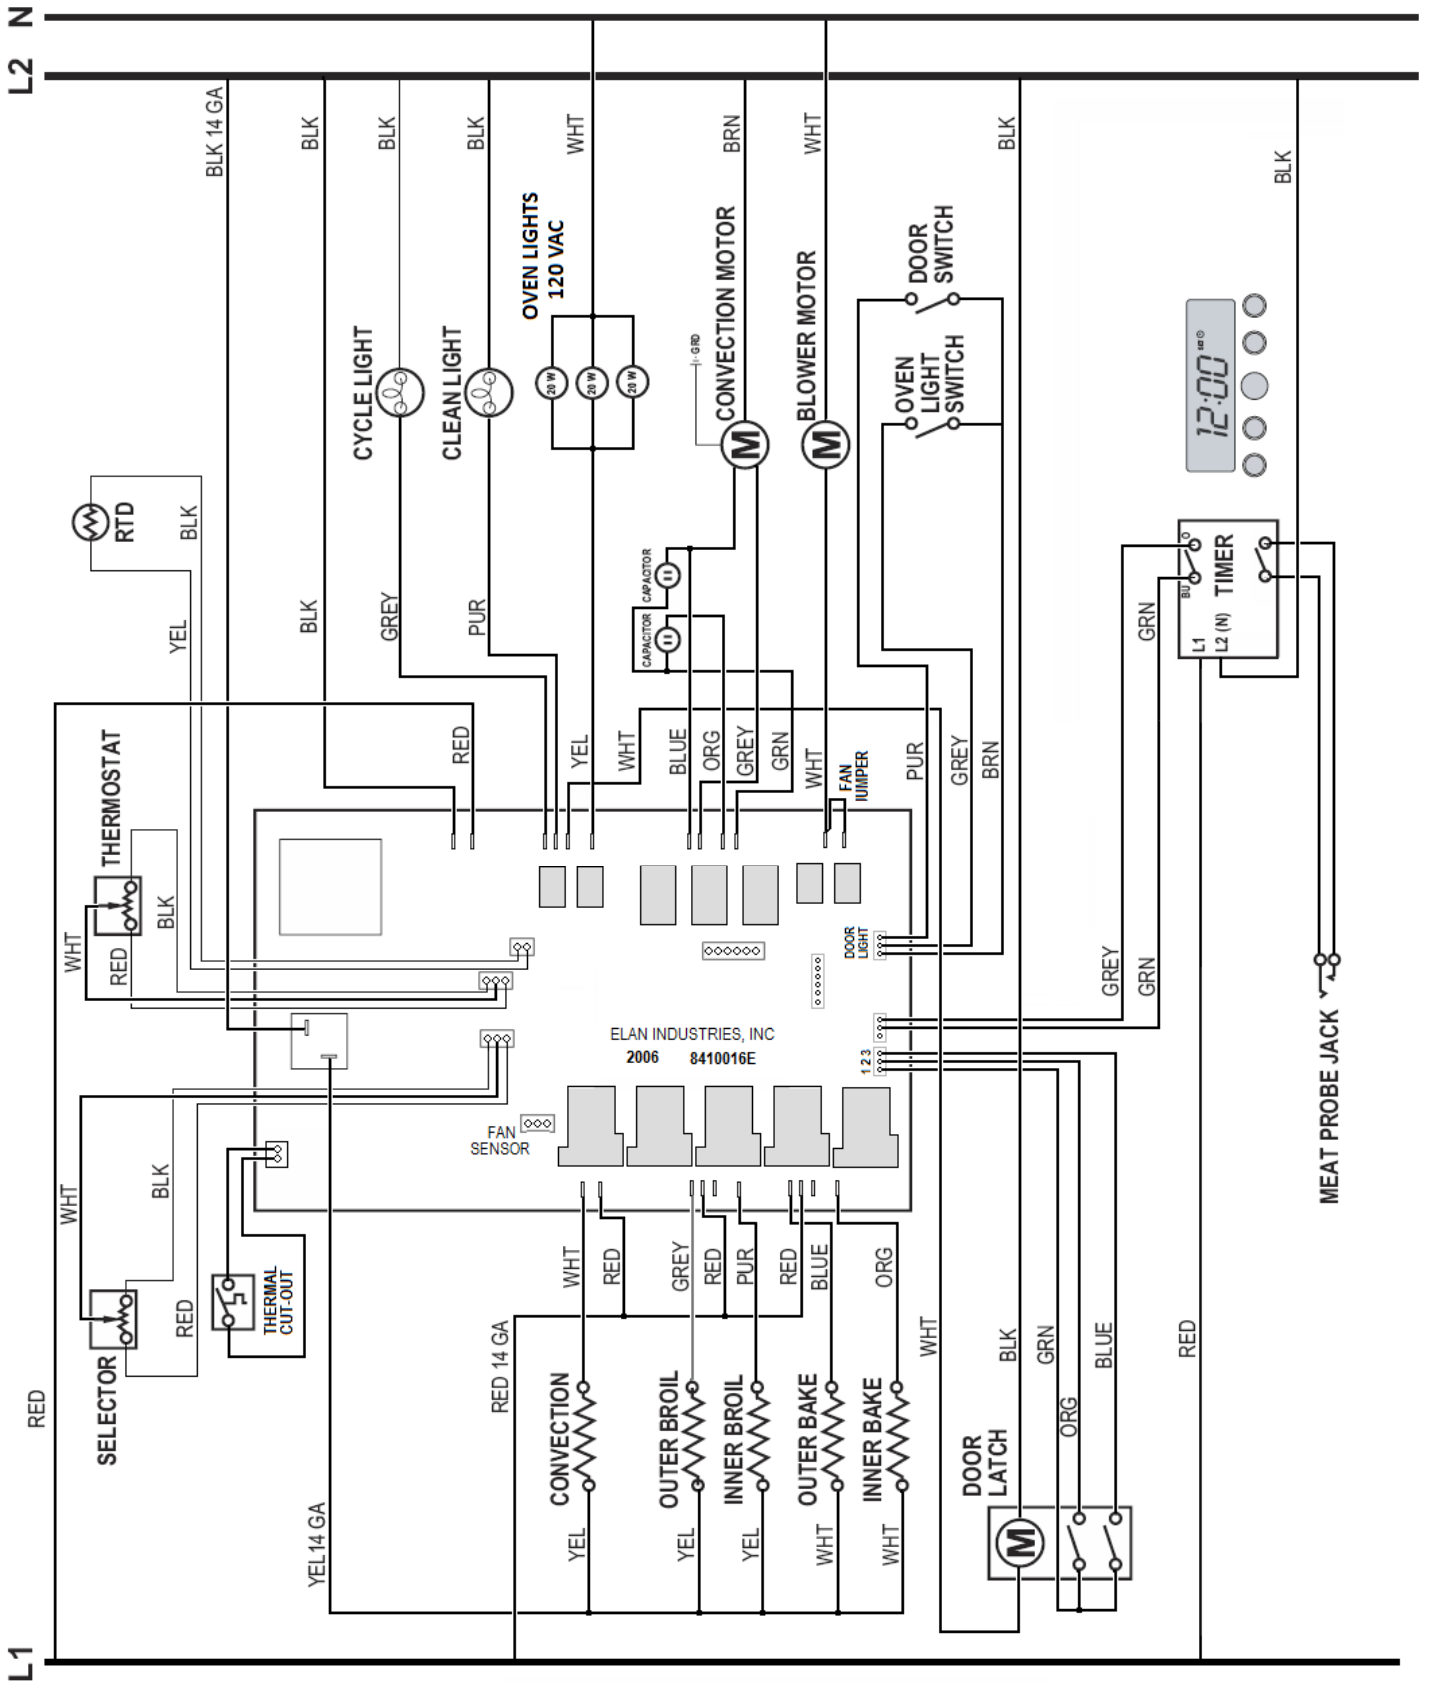 N
L2
BLK 14 GA
BLK
BLK
BLK
WHT
BRN
WHT
BLK
BLK
OVEN LIGHTS
120 VAC
CYCLE LIGHT
CLEAN LIGHT
20 W
20 W
20 W
GRD
CONVECTION MOTOR
M
BLOWER MOTOR
M
DOOR
SWITCH
OVEN
LIGHT
SWITCH
12:00
RTD
BLK
YEL
BLK
GREY
PUR
CAPACITOR
CAPACITOR
GRN
O
BU
TIMER
L1
L2 (N)
THERMOSTAT
WHT
RED
BLK
RED
YEL
WHT
BLUE
ORG
GREY
GRN
WHT
FAN
JUMPER
PUR
GREY
BRN
DOOR
LIGHT
GREY
GRN
ELAN INDUSTRIES, INC
2006 8410016E
1 2 3
FAN
SENSOR
MEAT PROBE JACK
WHT
BLK
RED
SELECTOR
THERMAL
CUT-OUT
WHT
RED
GREY
RED
PUR
RED
BLUE
ORG
RED
RED 14 GA
WHT
BLK
GRN
ORG
BLUE
RED
CONVECTION
OUTER BROIL
INNER BROIL
OUTER BAKE
INNER BAKE
DOOR
LATCH
M
YEL14 GA
YEL
YEL
YEL
WHT
WHT
L1